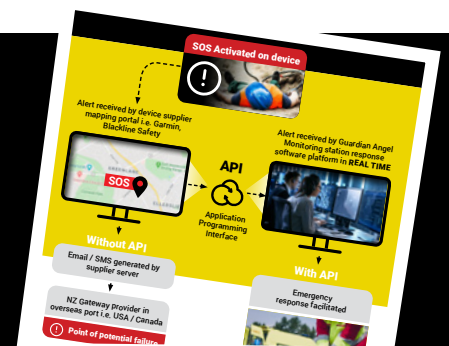 SOS Activated on device
Alert received by device supplier
mapping portal i.e. Garmin,
Blackline Safety
Alert received by Guardian Angel
Monitoring station response
software platform in REAL TIME
SOS
API
Application
Programming
Interface
Without API
Email / SMS generated by
supplier server
NZ Gateway provider in
overseas port i.e. USA / Canada
Point of potential failure
With API
Emergency
response facilitated